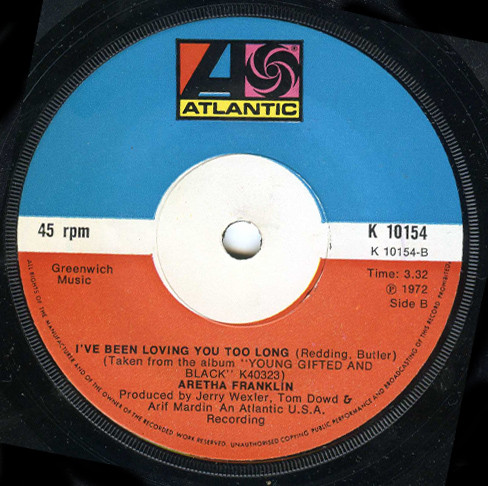 ®
ATLANTIC
45 rpm
K 10154
K 10154-B
Greenwich
Music
Time: 3.32
℗ 1972
Side B
I'VE BEEN LOVING YOU TOO LONG (Redding, Butler)
(Taken from the album "YOUNG GIFTED AND
BLACK" K40323)
ARETHA FRANKLIN
Produced by Jerry Wexler, Tom Dowd &
Arif Mardin An Atlantic U.S.A.
Recording
ALL RIGHTS OF THE MANUFACTURER AND OF THE OWNER OF THE RECORDED WORK RESERVED. UNAUTHORISED COPYING PUBLIC PERFORMANCE AND BROADCASTING OF THIS RECORD PROHIBITED